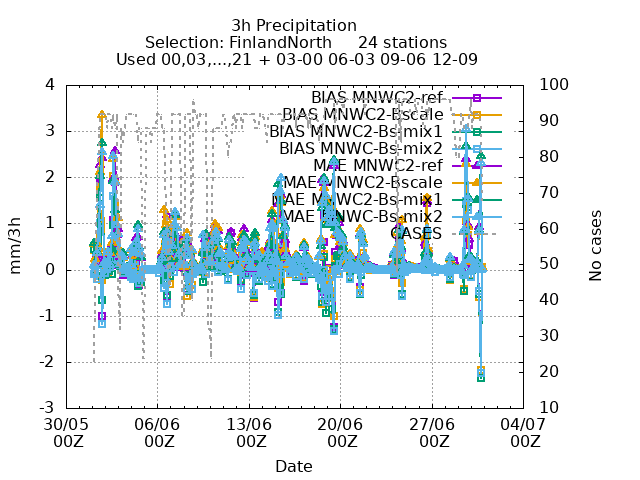 3h Precipitation
Selection: FinlandNorth     24 stations
Used 00,03,...,21 + 03-00 06-03 09-06 12-09
BIAS MNWC2-ref
BIAS MNWC2-Bscale
BIAS MNWC2-Bs-mix1
BIAS MNWC-Bs-mix2
MAE MNWC2-ref
MAE MNWC2-Bscale
MAE MNWC2-Bs-mix1
MAE MNWC-Bs-mix2
CASES
4
3
2
1
0
-1
-2
-3
mm/3h
100
90
80
70
60
50
40
30
20
10
No cases
30/05 06/06 13/06 20/06 27/06 04/07
00Z 00Z 00Z 00Z 00Z 00Z
Date